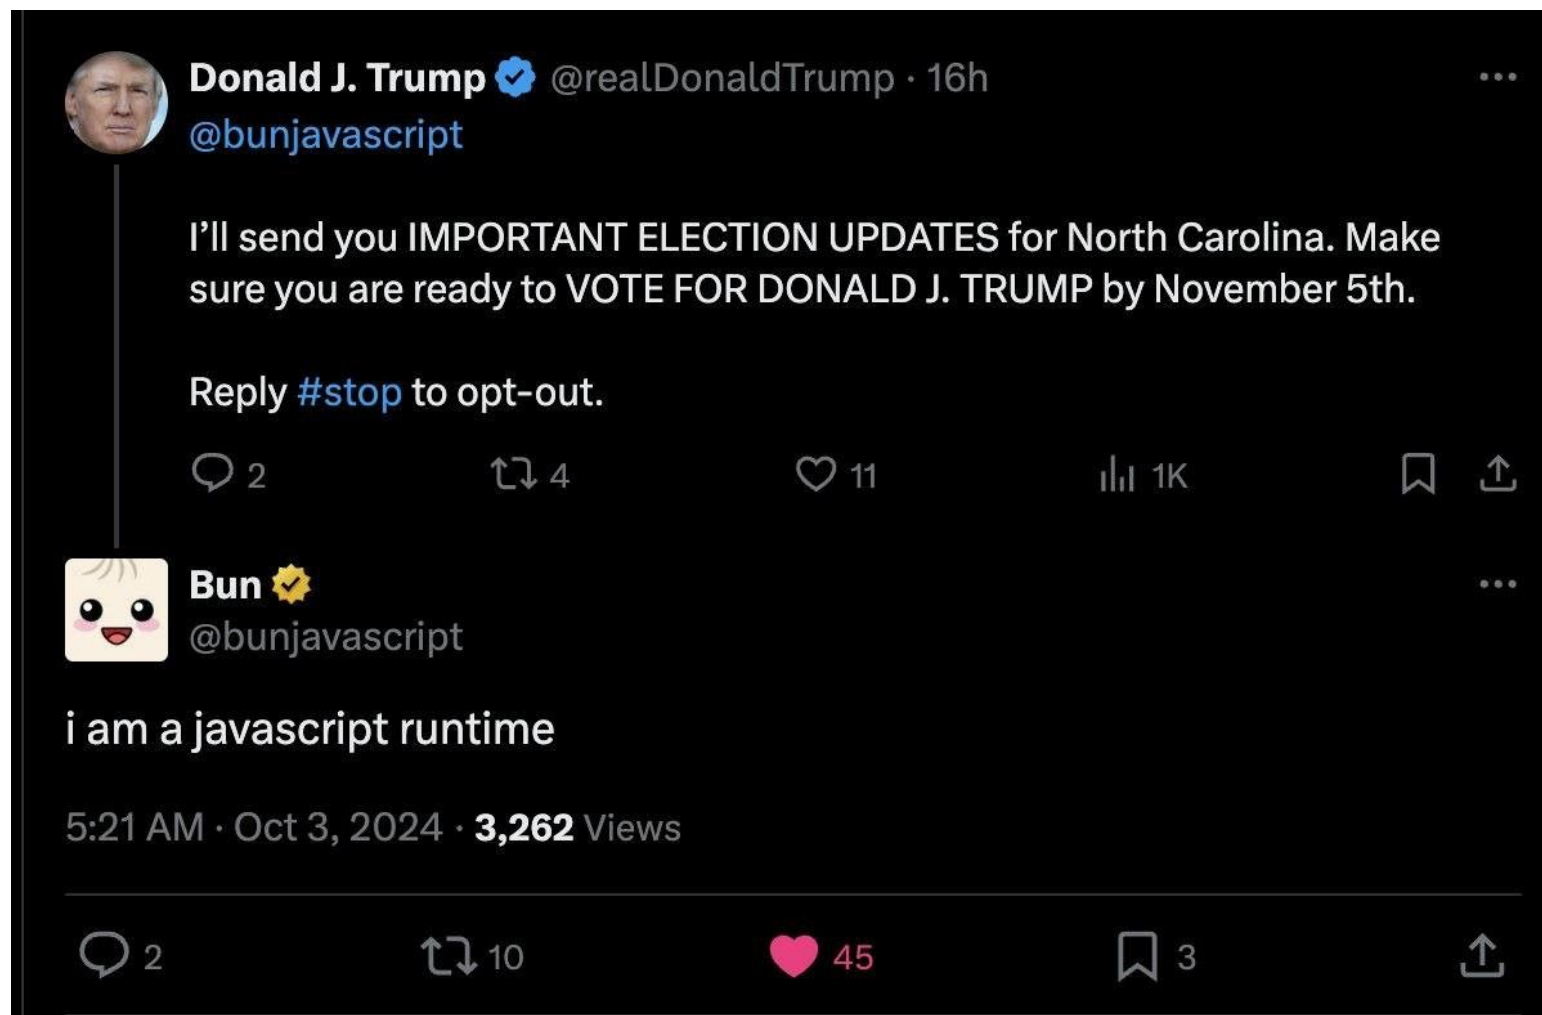 Donald J. Trump @realDonaldTrump · 16h
@bunjavascript
I’ll send you IMPORTANT ELECTION UPDATES for North Carolina. Make
sure you are ready to VOTE FOR DONALD J. TRUMP by November 5th.
Reply #stop to opt-out.
2 4 11 1K
Bun
@bunjavascript
i am a javascript runtime
5:21 AM · Oct 3, 2024 · 3,262 Views
2 10 45 3